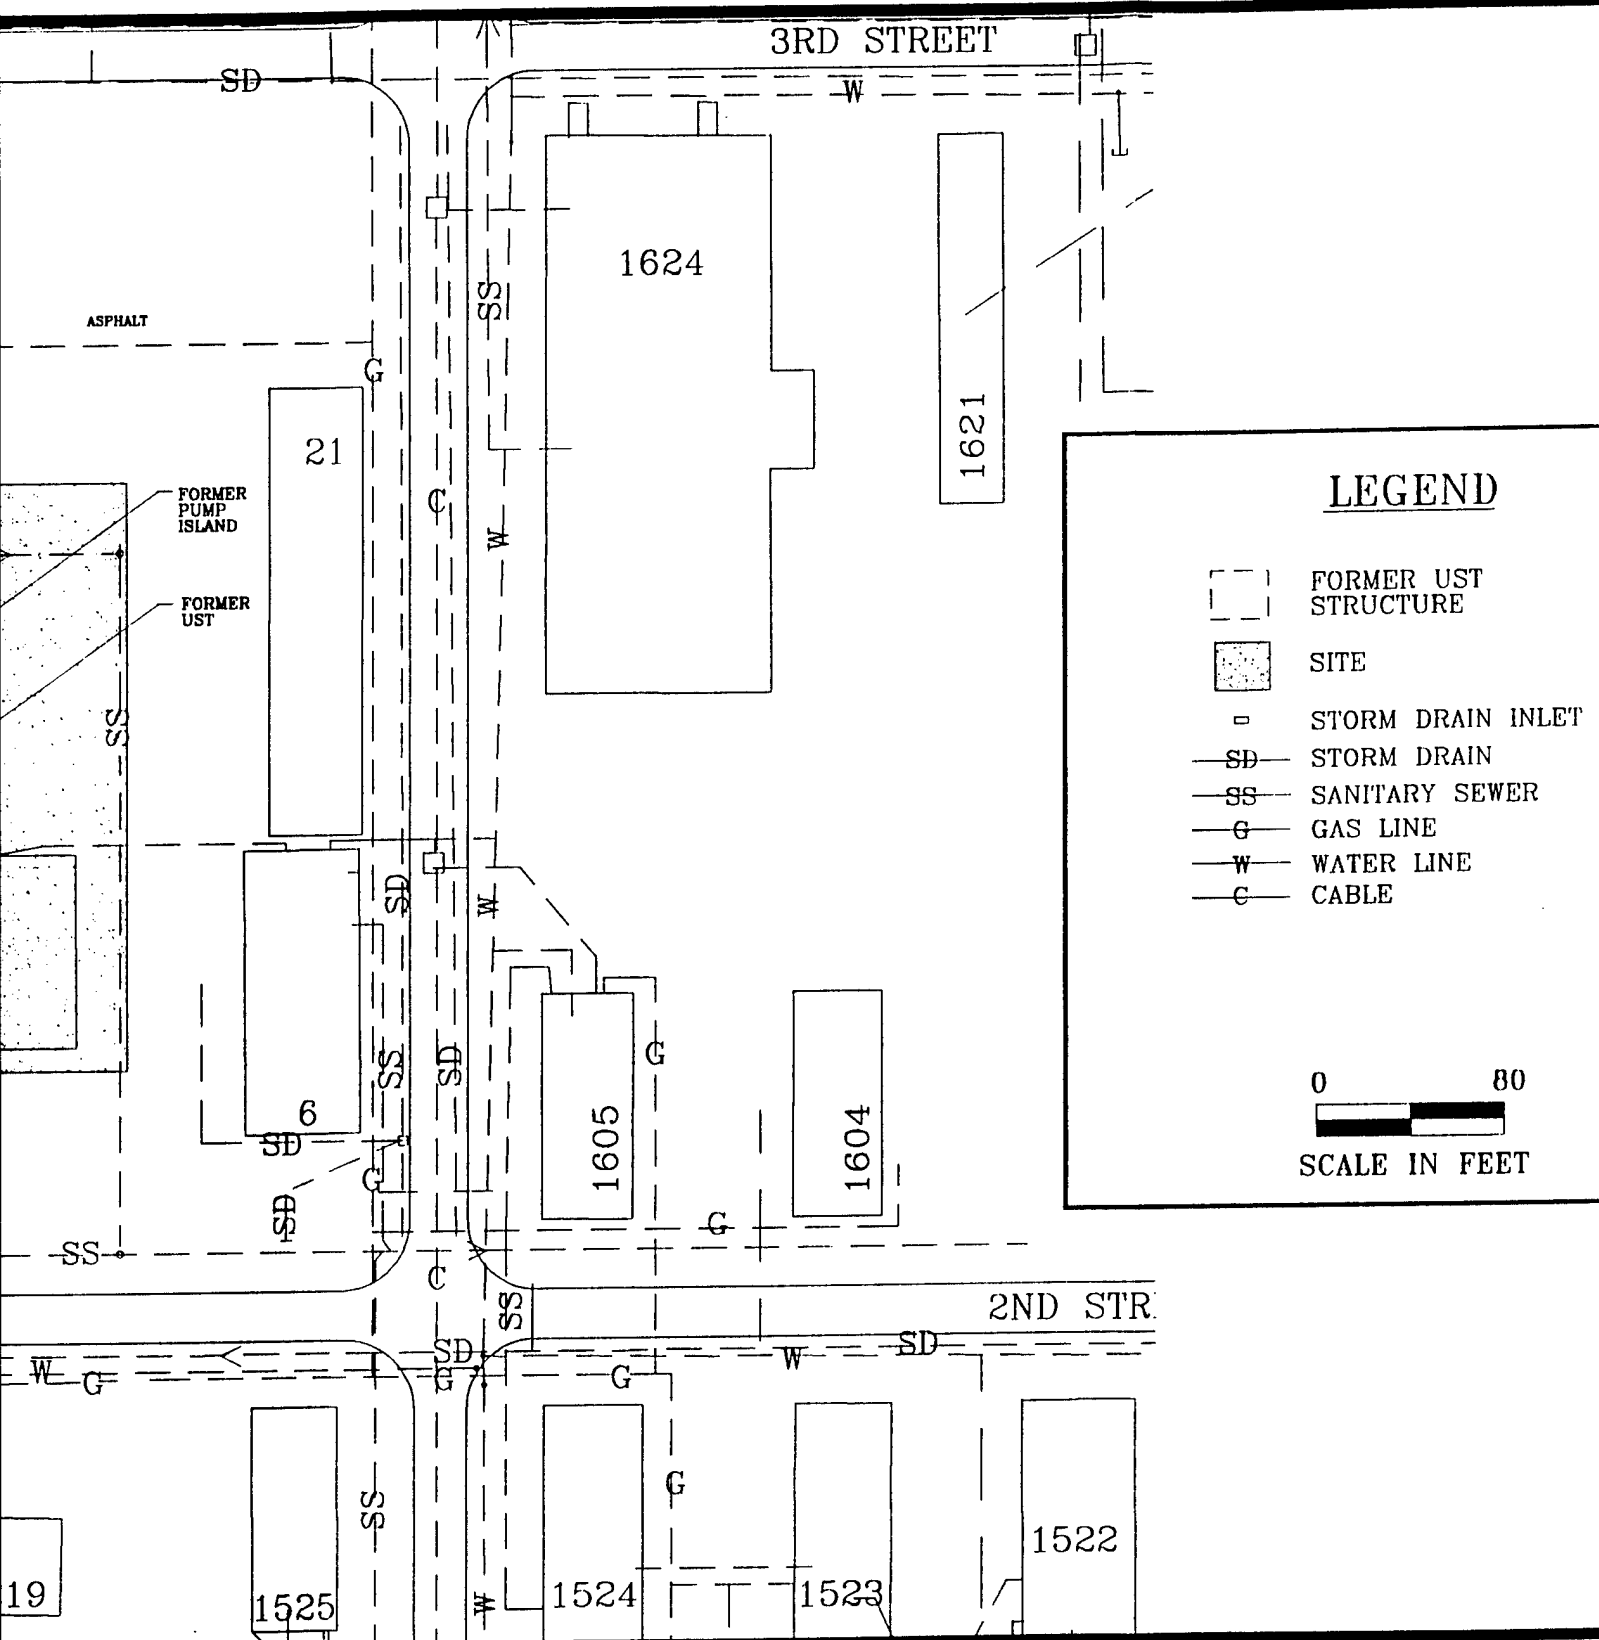 3RD STREET
SD
W
1624
SS
ASPHALT
G
21
1621
C
FORMER
PUMP
ISLAND
W
FORMER
UST
SS
SD
W
SS
SD
G
6
SD
1605
1604
G
SD
G
SS
C
SS
2ND STR
SD
W
SD
W
G
G
G
G
SS
1522
19
1525
W
1524
1523
LEGEND
FORMER UST
STRUCTURE
SITE
STORM DRAIN INLET
SD STORM DRAIN
SS SANITARY SEWER
G GAS LINE
W WATER LINE
C CABLE
0 80
SCALE IN FEET